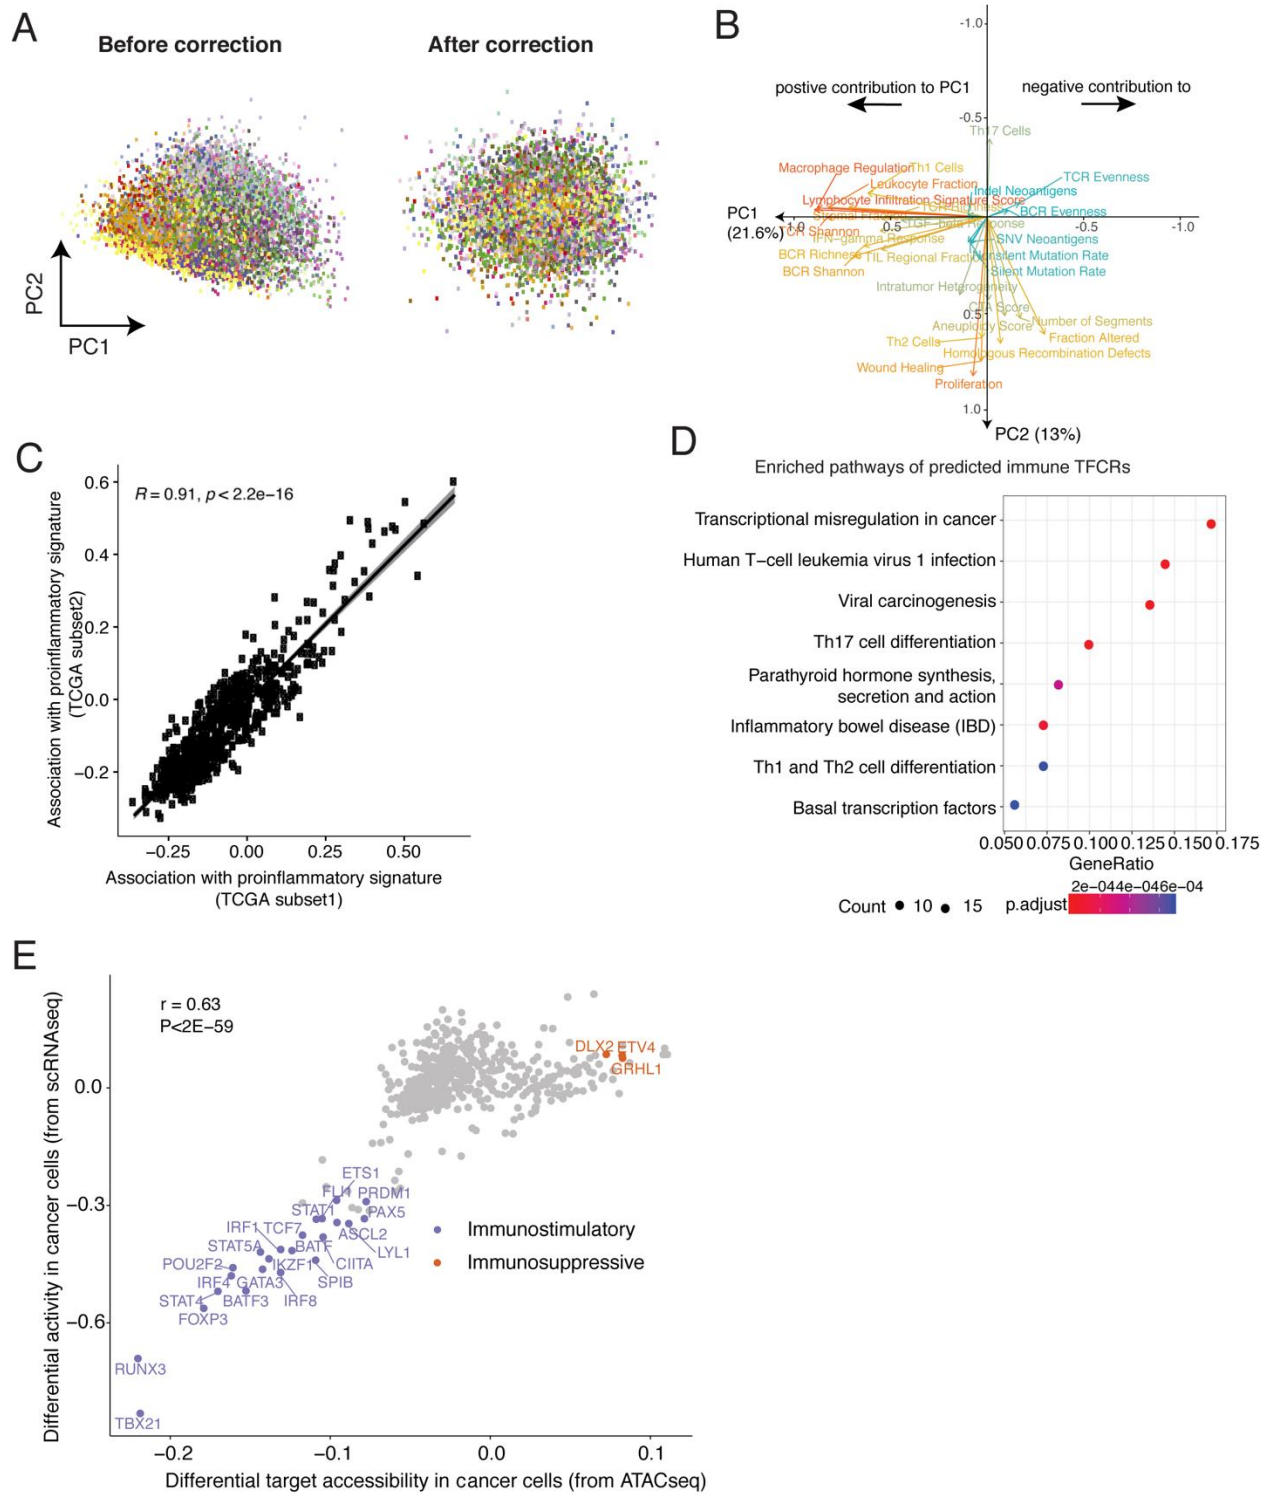 A
Before correction
After correction
PC2
PC1
B
-1.0
postive contribution to PC1
negative contribution to
-0.5
Th17 Cells
Macrophage Regulation
Th1 Cells
Leukocyte Fraction
TCR Evenness
Indel Neoantigens
Lymphocyte Infiltration Signature Score
TCR Richness
BCR Evenness
PC1
(21.6%)
1.0
0.5
-0.5
-1.0
Stromal Fraction
TGF-beta Response
TCR Shannon
IFN-gamma Response
SNV Neoantigens
BCR Richness
TIL Regional Fraction
Nonsilent Mutation Rate
BCR Shannon
Silent Mutation Rate
Intratumor Heterogeneity
CTA Score
0.5
Aneuploidy Score
Number of Segments
Th2 Cells
Fraction Altered
Homologous Recombination Defects
Wound Healing
Proliferation
1.0
PC2 (13%)
C
R = 0.91, p < 2.2e-16
0.6
0.4
0.2
0.0
−0.2
Association with proinflammatory signature
(TCGA subset2)
−0.25 0.00 0.25 0.50
Association with proinflammatory signature
(TCGA subset1)
D
Enriched pathways of predicted immune TFCRs
Transcriptional misregulation in cancer
Human T−cell leukemia virus 1 infection
Viral carcinogenesis
Th17 cell differentiation
Parathyroid hormone synthesis,
secretion and action
Inflammatory bowel disease (IBD)
Th1 and Th2 cell differentiation
Basal transcription factors
0.050 0.075 0.100 0.125 0.150 0.175
GeneRatio
2e−04 4e−04 6e−04
Count 10 15 p.adjust
E
r = 0.63
P<2E−59
Differential activity in cancer cells (from scRNAseq)
0.0
−0.3
−0.6
DLX2 ETV4
GRHL1
ETS1
FLI1 PRDM1
STAT1 PAX5
IRF1 TCF7 ASCL2
STAT5A BATF LYL1
POU2F2 IKZF1 CIITA
IRF4 GATA3 SPIB
STAT4 BATF3 IRF8
FOXP3
RUNX3
TBX21
Immunostimulatory
Immunosuppressive
−0.2 −0.1 0.0 0.1
Differential target accessibility in cancer cells (from ATACseq)